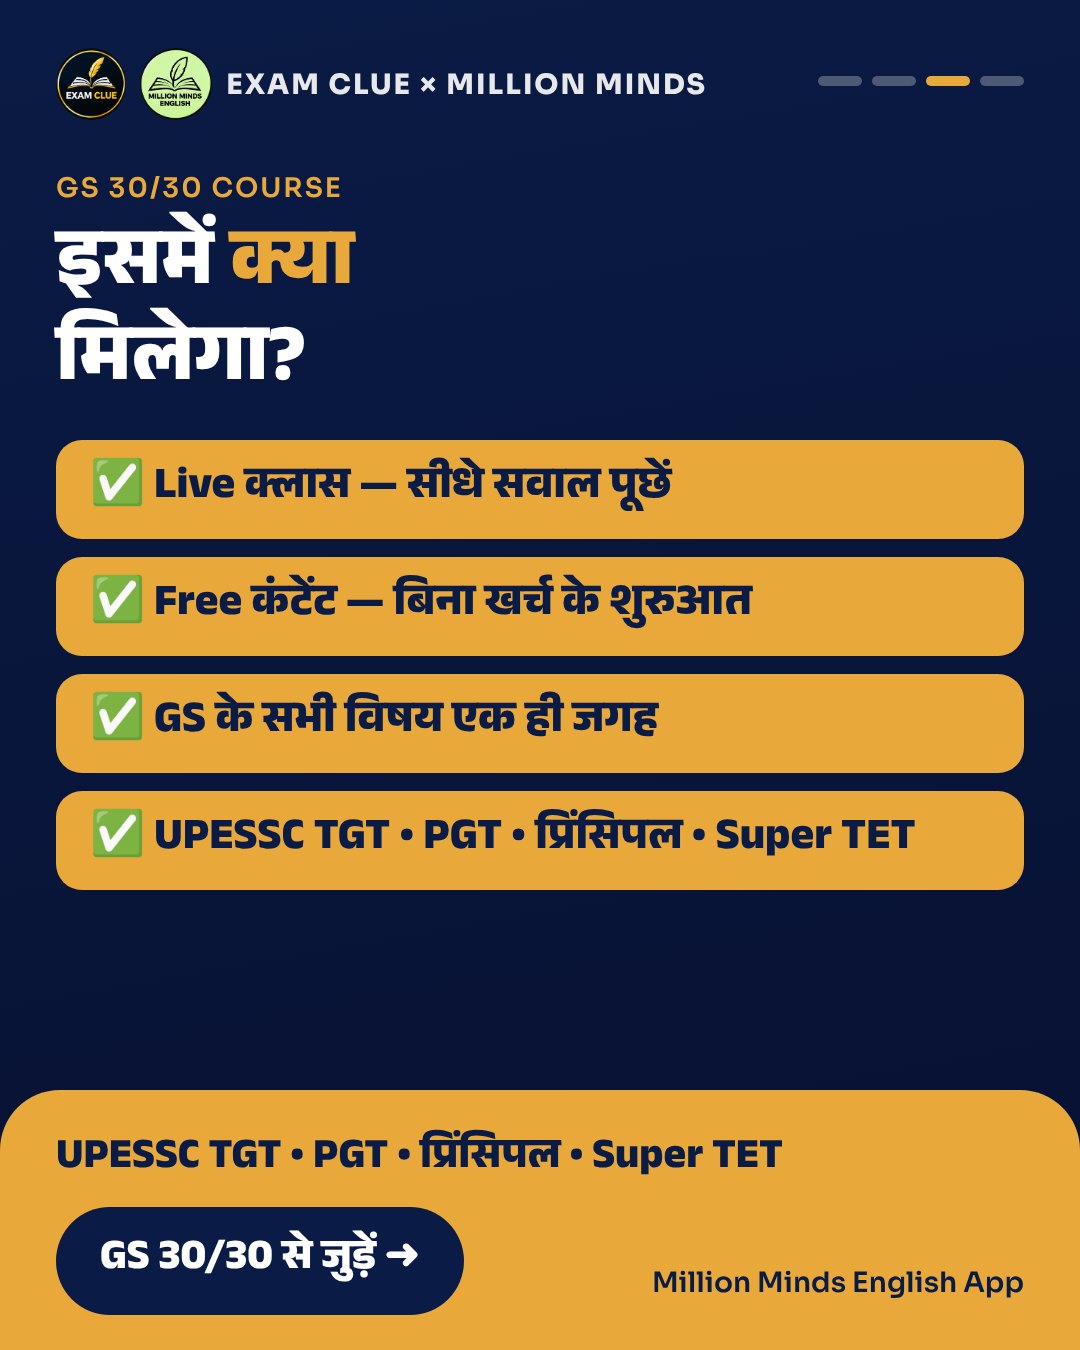 EXAM CLUE
MILLION MINDS
ENGLISH
EXAM CLUE × MILLION MINDS
GS 30/30 COURSE
इसमें क्या
मिलेगा?
✅ Live क्लास — सीधे सवाल पूछें
✅ Free कंटेंट — बिना खर्च के शुरुआत
✅ GS के सभी विषय एक ही जगह
✅ UPESSC TGT • PGT • प्रिंसिपल • Super TET
UPESSC TGT • PGT • प्रिंसिपल • Super TET
GS 30/30 से जुड़ें →
Million Minds English App